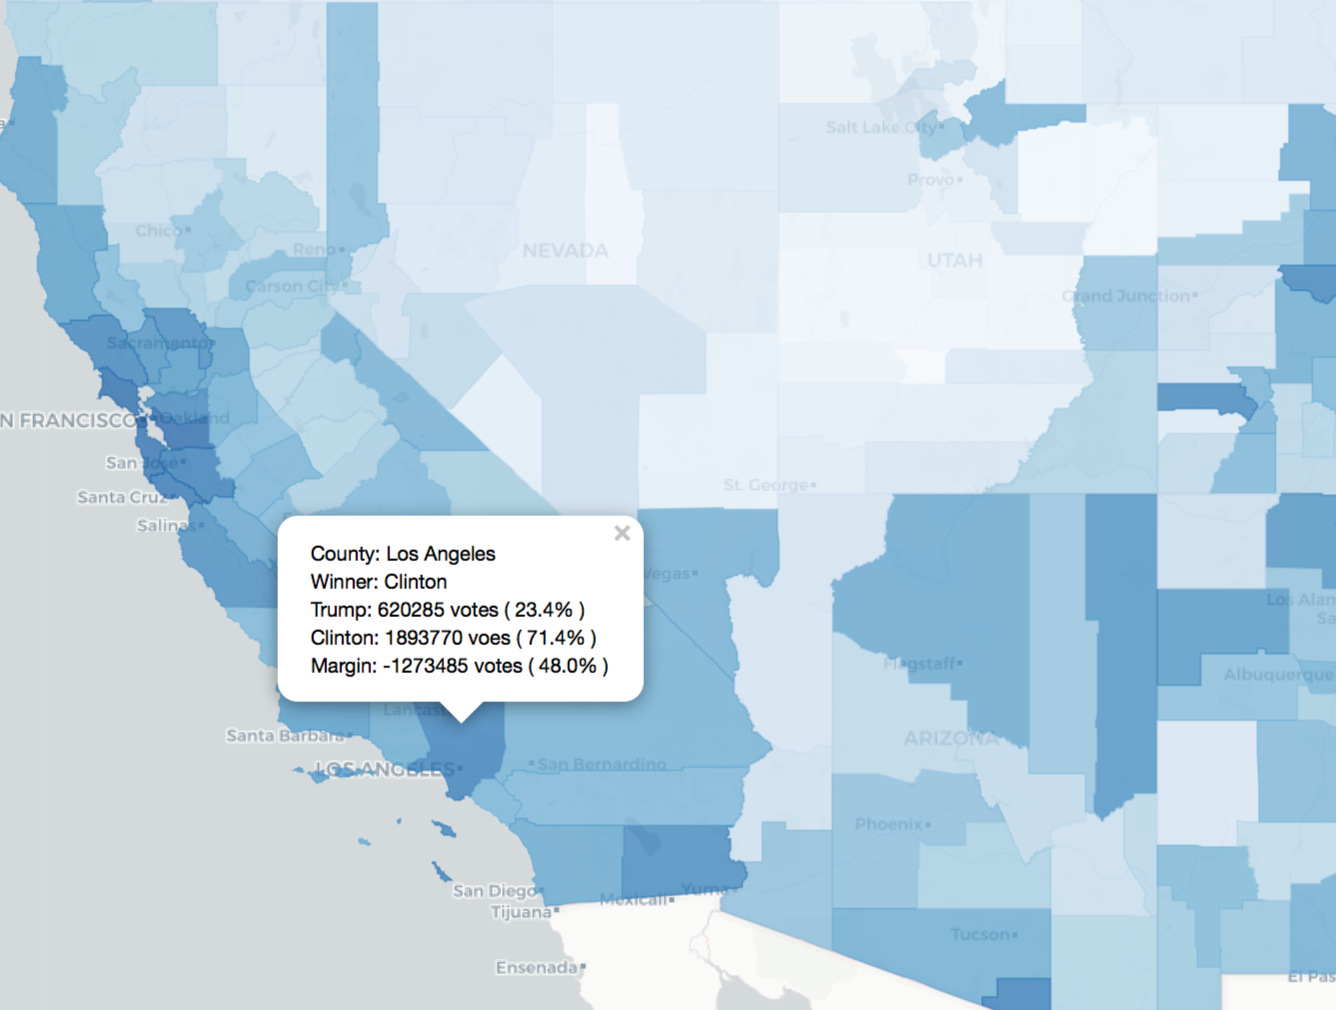 Salt Lake City
Provo
Chico
Reno
NEVADA
UTAH
Carson City
Grand Junction
Sacramento
N FRANCISCO
Oakland
San José
Santa Cruz
St. George
Salinas
×
County: Los Angeles
Winner: Clinton
Trump: 620285 votes ( 23.4% )
Clinton: 1893770 voes ( 71.4% )
Margin: -1273485 votes ( 48.0% )
Vegas
Los Alan
Sa
Flagstaff
Albuquerque
Lancast
Santa Barbara
ARIZONA
LOS ANGELES
San Bernardino
Phoenix
San Diego
Mexicali
Yuma
Tijuana
Tucson
Ensenada
El Pas